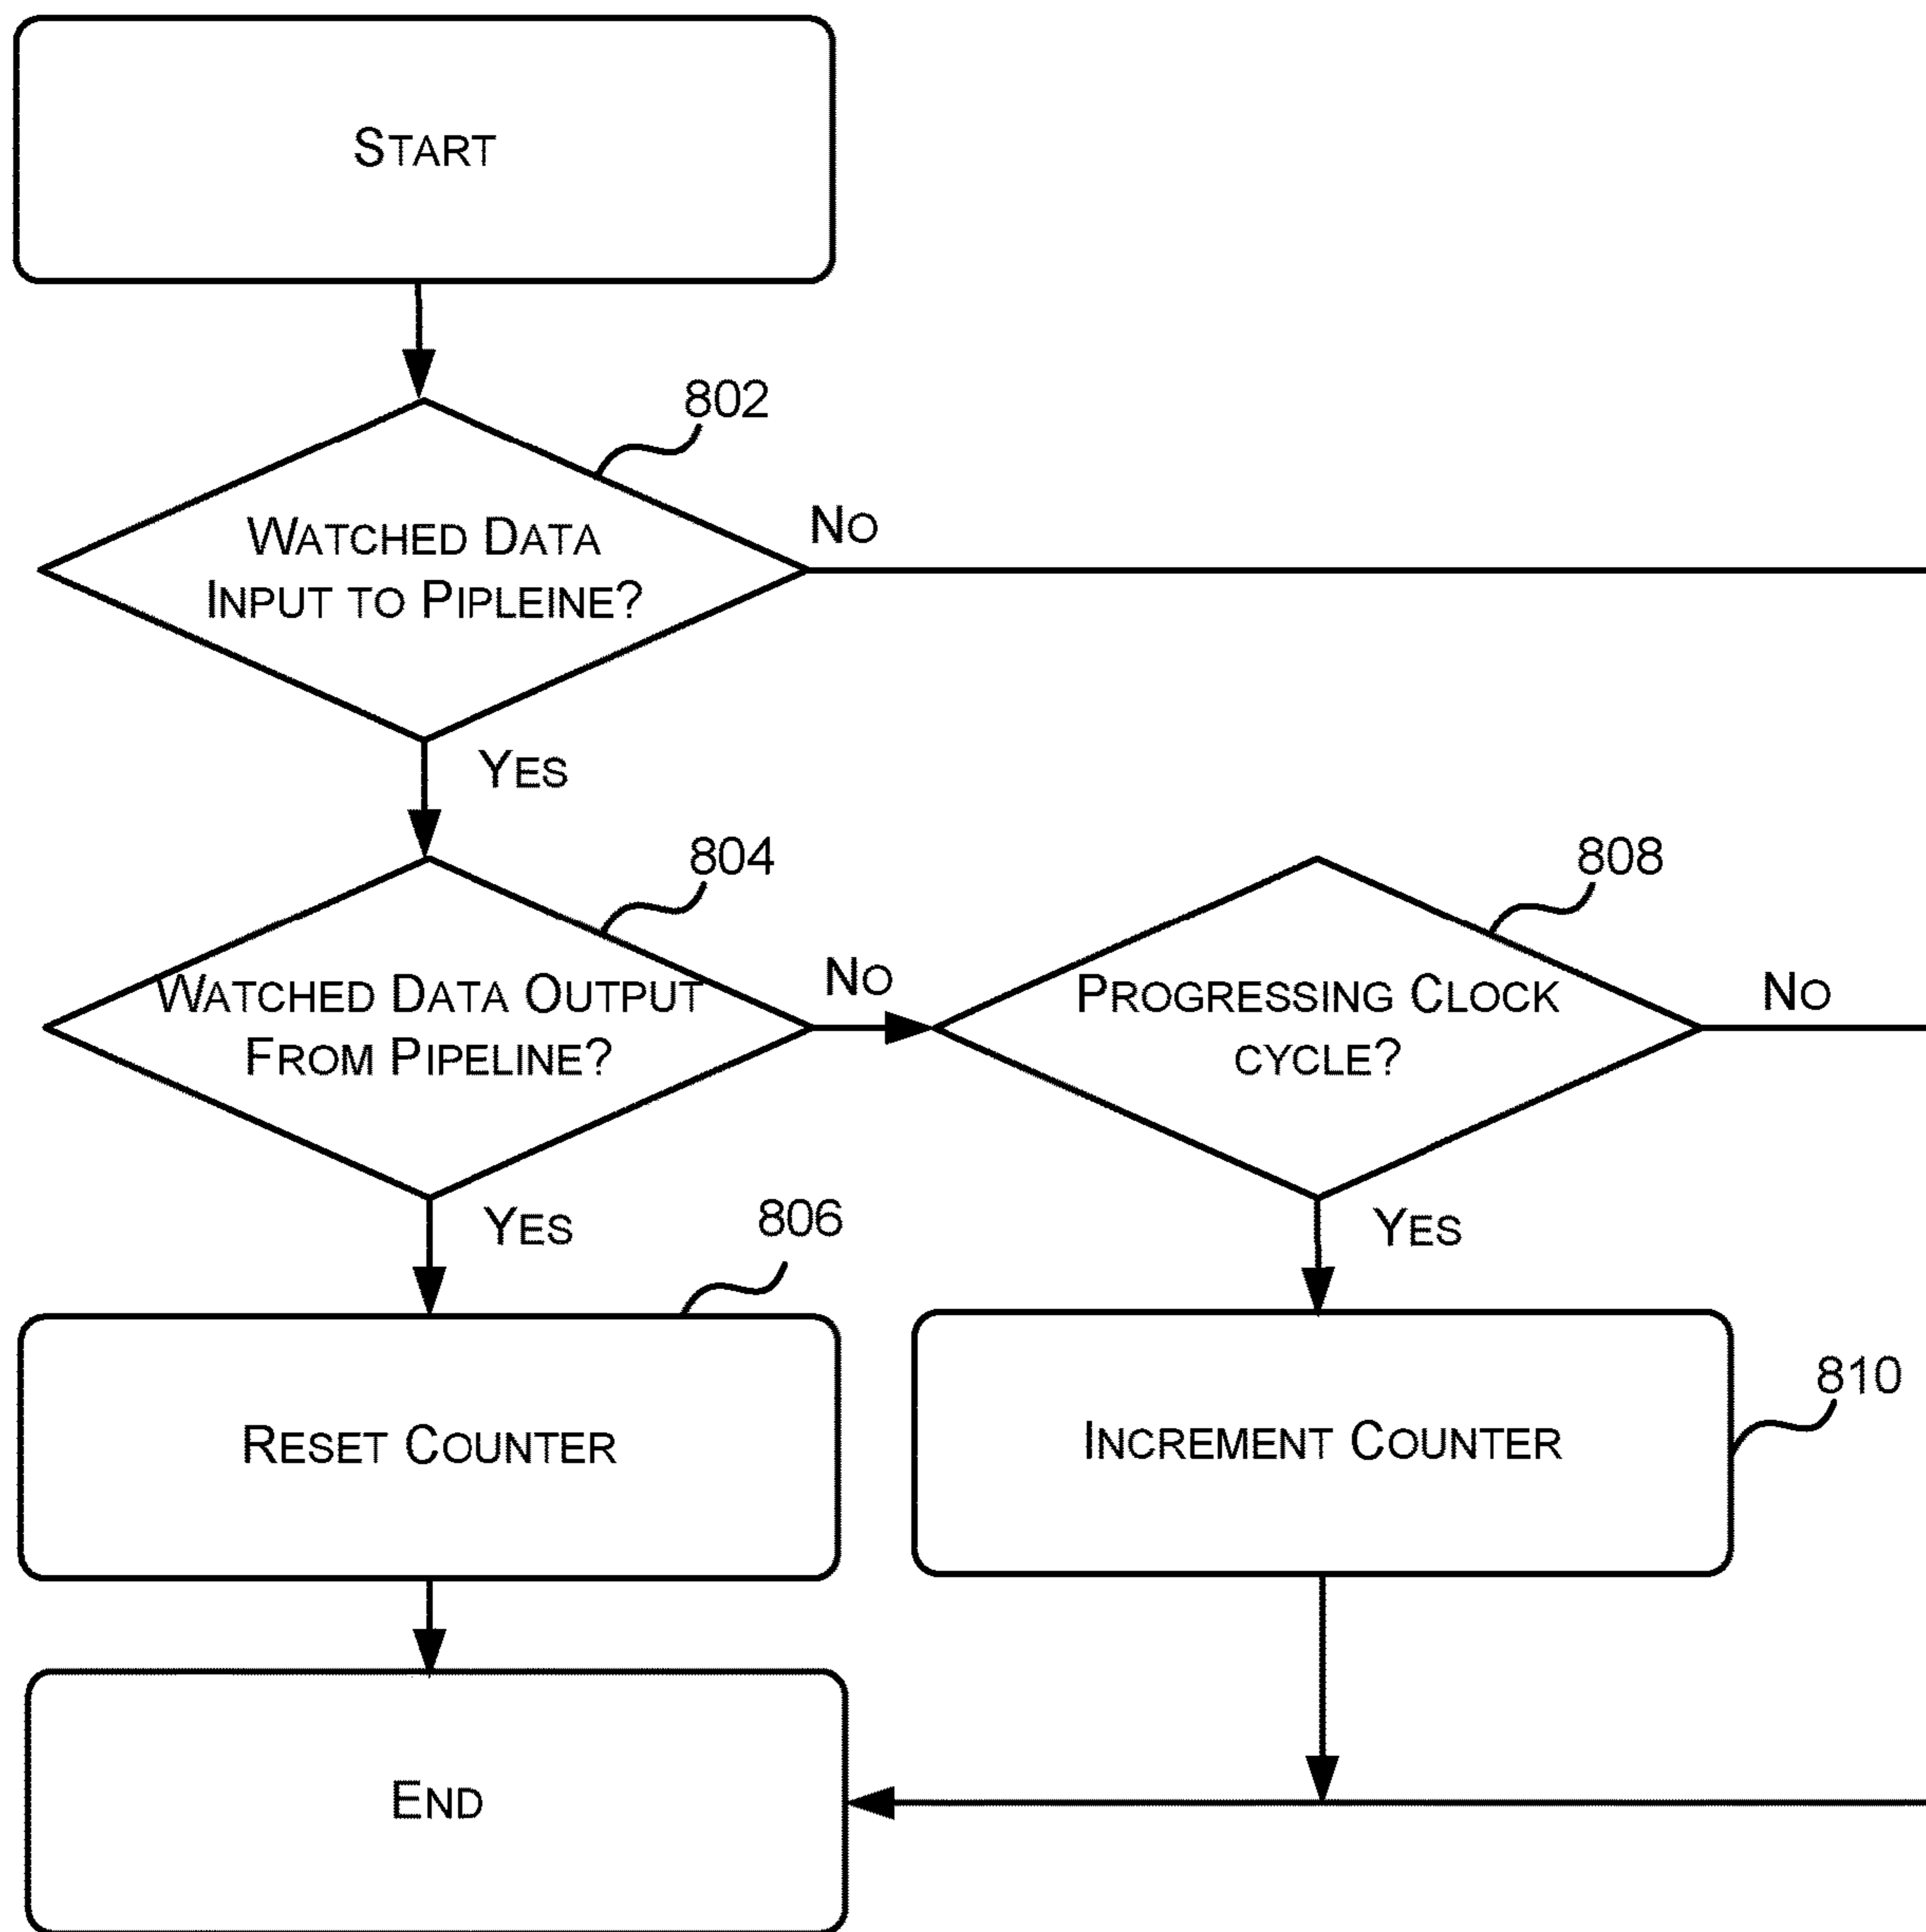 START
802
WATCHED DATA
INPUT TO PIPLEINE?
NO
YES
804
WATCHED DATA OUTPUT
FROM PIPELINE?
NO
808
PROGRESSING CLOCK
CYCLE?
NO
YES
806
RESET COUNTER
YES
INCREMENT COUNTER
810
END